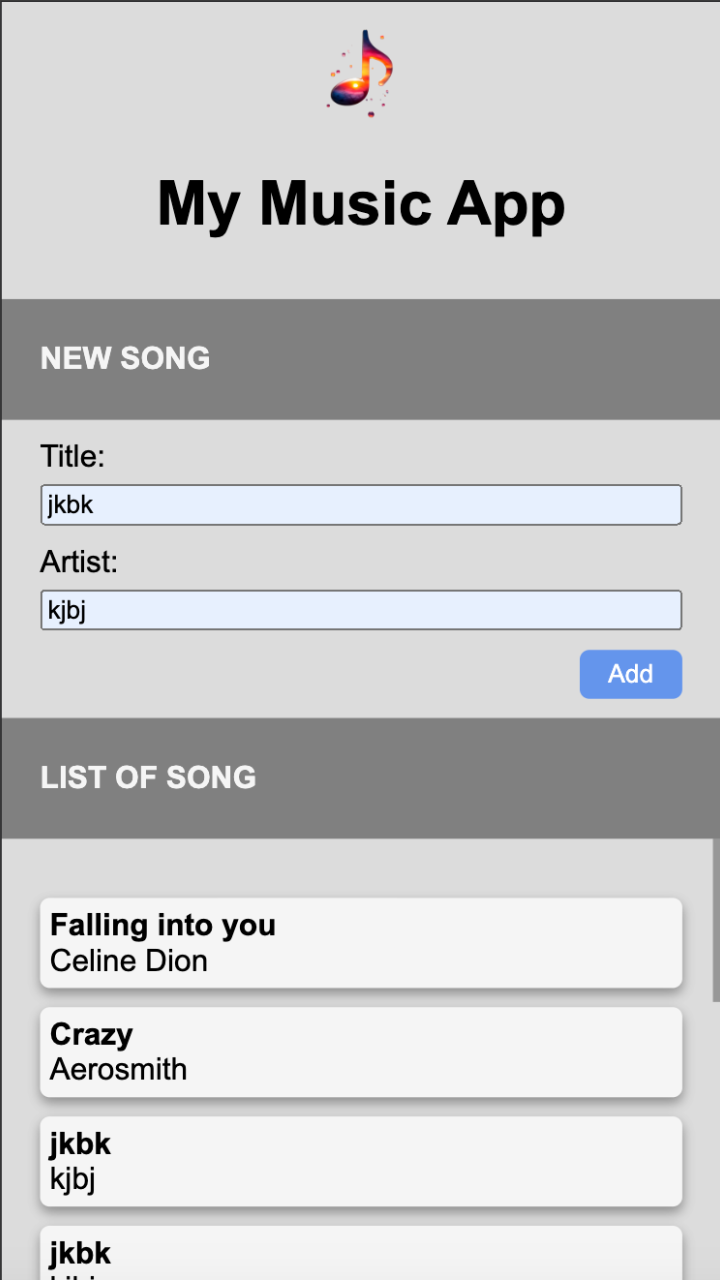 My Music App
NEW SONG
Title:
jkbk
Artist:
kjbj
Add
LIST OF SONG
Falling into you
Celine Dion
Crazy
Aerosmith
jkbk
kjbj
jkbk